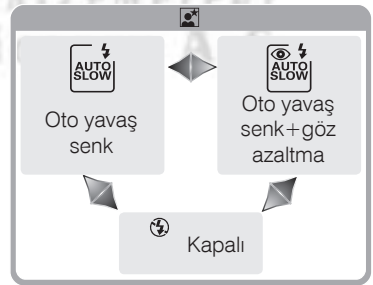 AUTO
SLOW
Oto yavaş
senk
AUTO
SLOW
Oto yavaş
senk+göz
azaltma
Kapalı